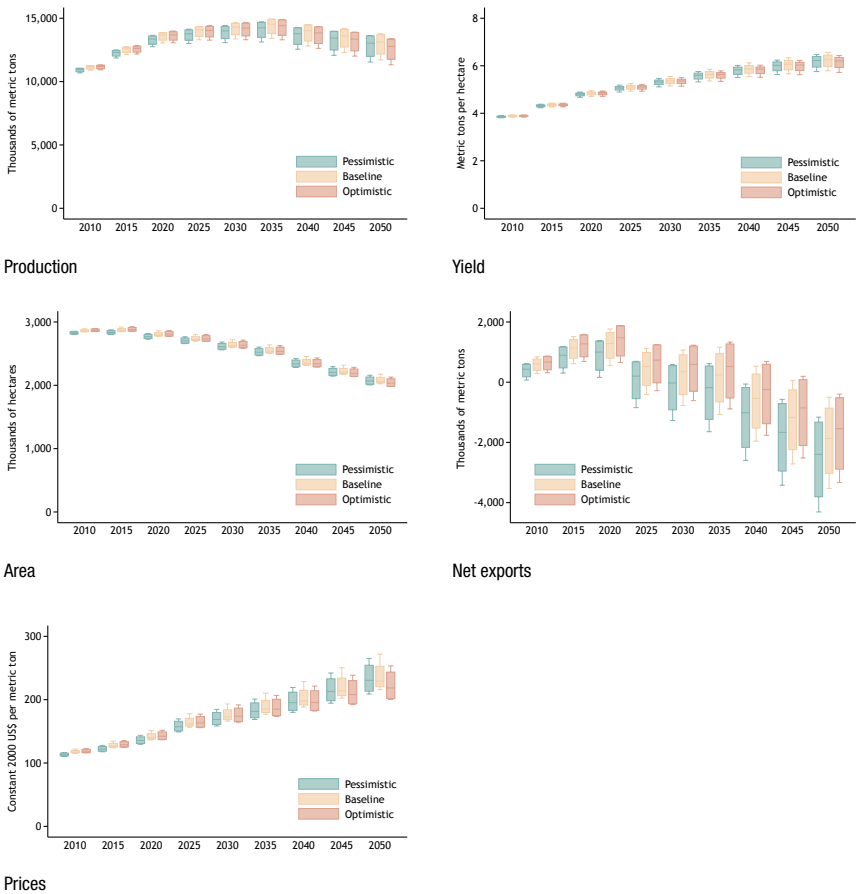 Thousands of metric tons
15,000
10,000
5,000
0
Pessimistic
Baseline
Optimistic
2010 2015 2020 2025 2030 2035 2040 2045 2050
Production
Metric tons per hectare
8
6
4
2
0
Pessimistic
Baseline
Optimistic
2010 2015 2020 2025 2030 2035 2040 2045 2050
Yield
Thousands of hectares
3,000
2,000
1,000
0
Pessimistic
Baseline
Optimistic
2010 2015 2020 2025 2030 2035 2040 2045 2050
Area
Thousands of metric tons
2,000
0
-2,000
-4,000
Pessimistic
Baseline
Optimistic
2010 2015 2020 2025 2030 2035 2040 2045 2050
Net exports
Constant 2000 US$ per metric ton
300
200
100
0
Pessimistic
Baseline
Optimistic
2010 2015 2020 2025 2030 2035 2040 2045 2050
Prices